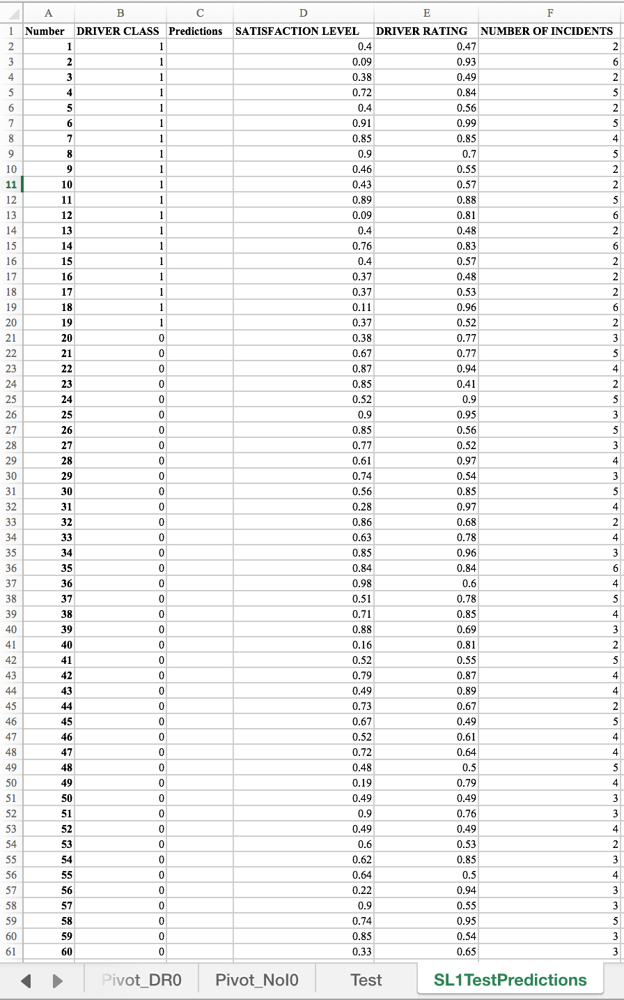 A B C D E F
1 Number DRIVER CLASS Predictions SATISFACTION LEVEL DRIVER RATING NUMBER OF INCIDENTS
2 1 1 0.4 0.47 2
3 2 1 0.09 0.93 6
4 3 1 0.38 0.49 2
5 4 1 0.72 0.84 5
6 5 1 0.4 0.56 2
7 6 1 0.91 0.99 5
8 7 1 0.85 0.85 4
9 8 1 0.9 0.7 5
10 9 1 0.46 0.55 2
11 10 1 0.43 0.57 2
12 11 1 0.89 0.88 5
13 12 1 0.09 0.81 6
14 13 1 0.4 0.48 2
15 14 1 0.76 0.83 6
16 15 1 0.4 0.57 2
17 16 1 0.37 0.48 2
18 17 1 0.37 0.53 2
19 18 1 0.11 0.96 6
20 19 1 0.37 0.52 2
21 20 0 0.38 0.77 3
22 21 0 0.67 0.77 5
23 22 0 0.87 0.94 4
24 23 0 0.85 0.41 2
25 24 0 0.52 0.9 5
26 25 0 0.9 0.95 3
27 26 0 0.85 0.56 5
28 27 0 0.77 0.52 3
29 28 0 0.61 0.97 4
30 29 0 0.74 0.54 3
31 30 0 0.56 0.85 5
32 31 0 0.28 0.97 4
33 32 0 0.86 0.68 2
34 33 0 0.63 0.78 4
35 34 0 0.85 0.96 3
36 35 0 0.84 0.84 6
37 36 0 0.98 0.6 4
38 37 0 0.51 0.78 5
39 38 0 0.71 0.85 4
40 39 0 0.88 0.69 3
41 40 0 0.16 0.81 2
42 41 0 0.52 0.55 5
43 42 0 0.79 0.87 4
44 43 0 0.49 0.89 4
45 44 0 0.73 0.67 2
46 45 0 0.67 0.49 5
47 46 0 0.52 0.61 4
48 47 0 0.72 0.64 4
49 48 0 0.48 0.5 5
50 49 0 0.19 0.79 4
51 50 0 0.49 0.49 3
52 51 0 0.9 0.76 3
53 52 0 0.49 0.49 4
54 53 0 0.6 0.53 2
55 54 0 0.62 0.85 3
56 55 0 0.64 0.5 4
57 56 0 0.22 0.94 3
58 57 0 0.9 0.55 3
59 58 0 0.74 0.95 5
60 59 0 0.85 0.54 3
61 60 0 0.33 0.65 3
Pivot_DR0 Pivot_NoI0 Test SL1TestPredictions